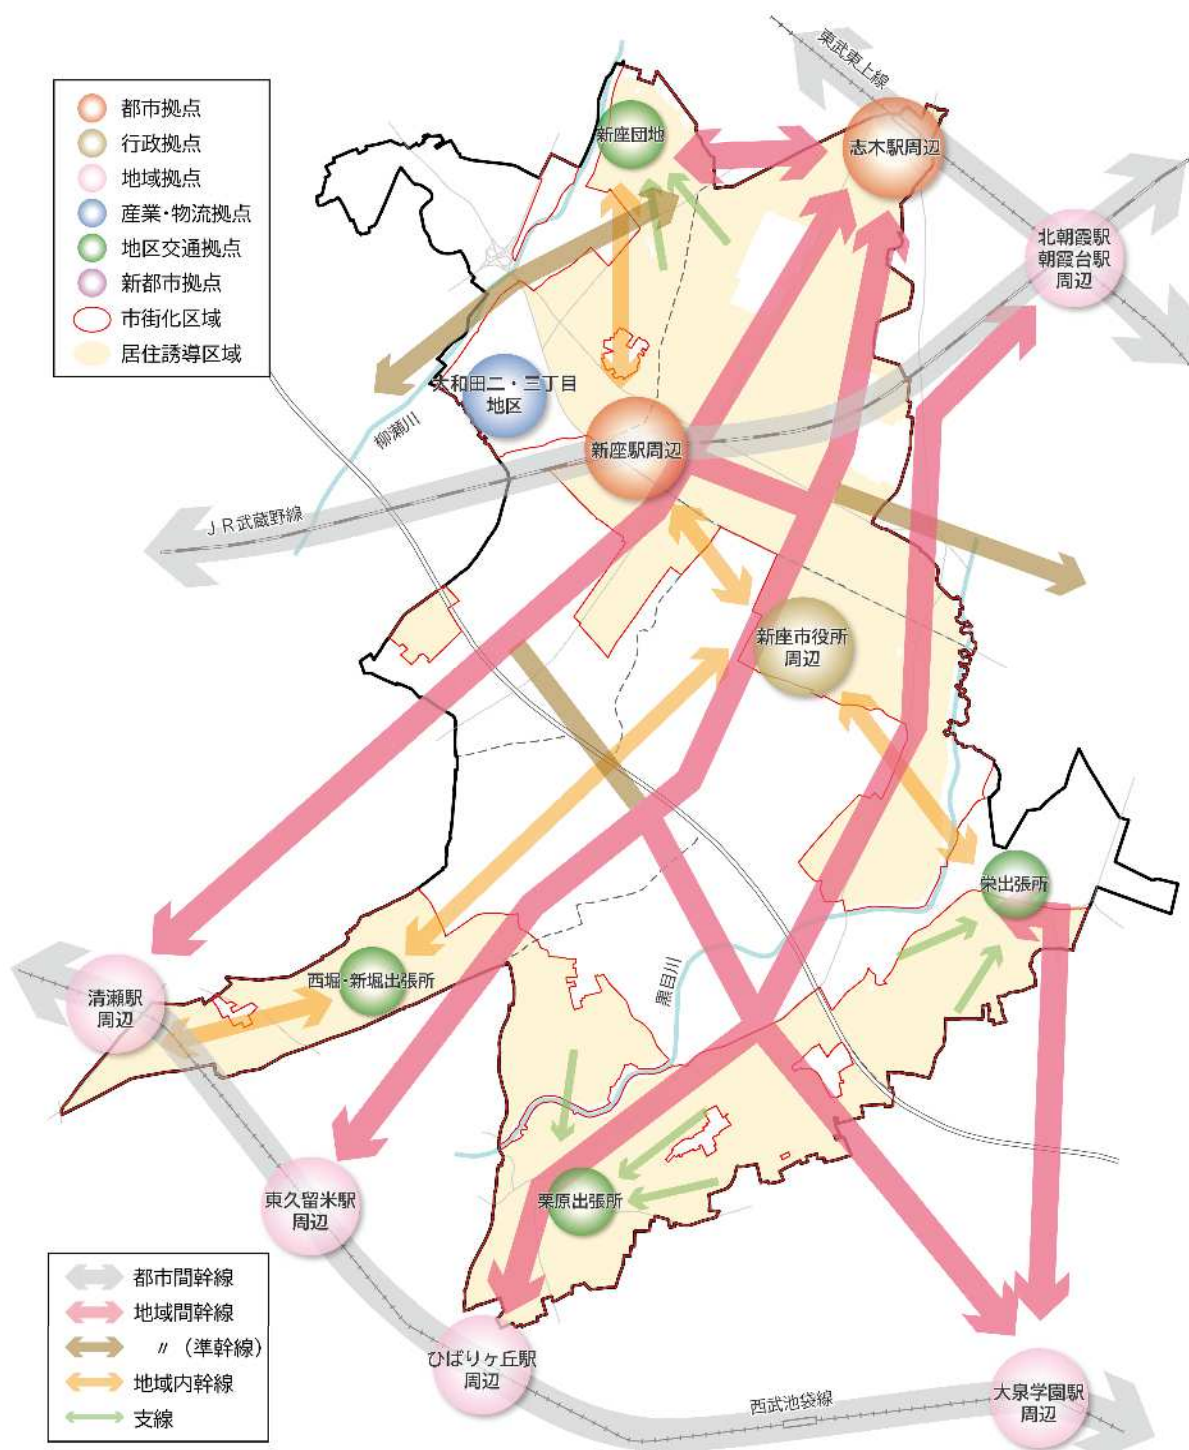 都市拠点
行政拠点
地域拠点
産業・物流拠点
地区交通拠点
新都市拠点
市街化区域
居住誘導区域
東武東上線
新座団地
志木駅周辺
北朝霞駅
朝霞台駅
周辺
大和田二・三丁目
地区
柳瀬川
新座駅周辺
JR武蔵野線
新座市役所
周辺
栄出張所
黒目川
西堀・新堀出張所
清瀬駅
周辺
東久留米駅
周辺
栗原出張所
ひばりヶ丘駅
周辺
西武池袋線
大泉学園駅
周辺
都市間幹線
地域間幹線
〃（準幹線）
地域内幹線
支線